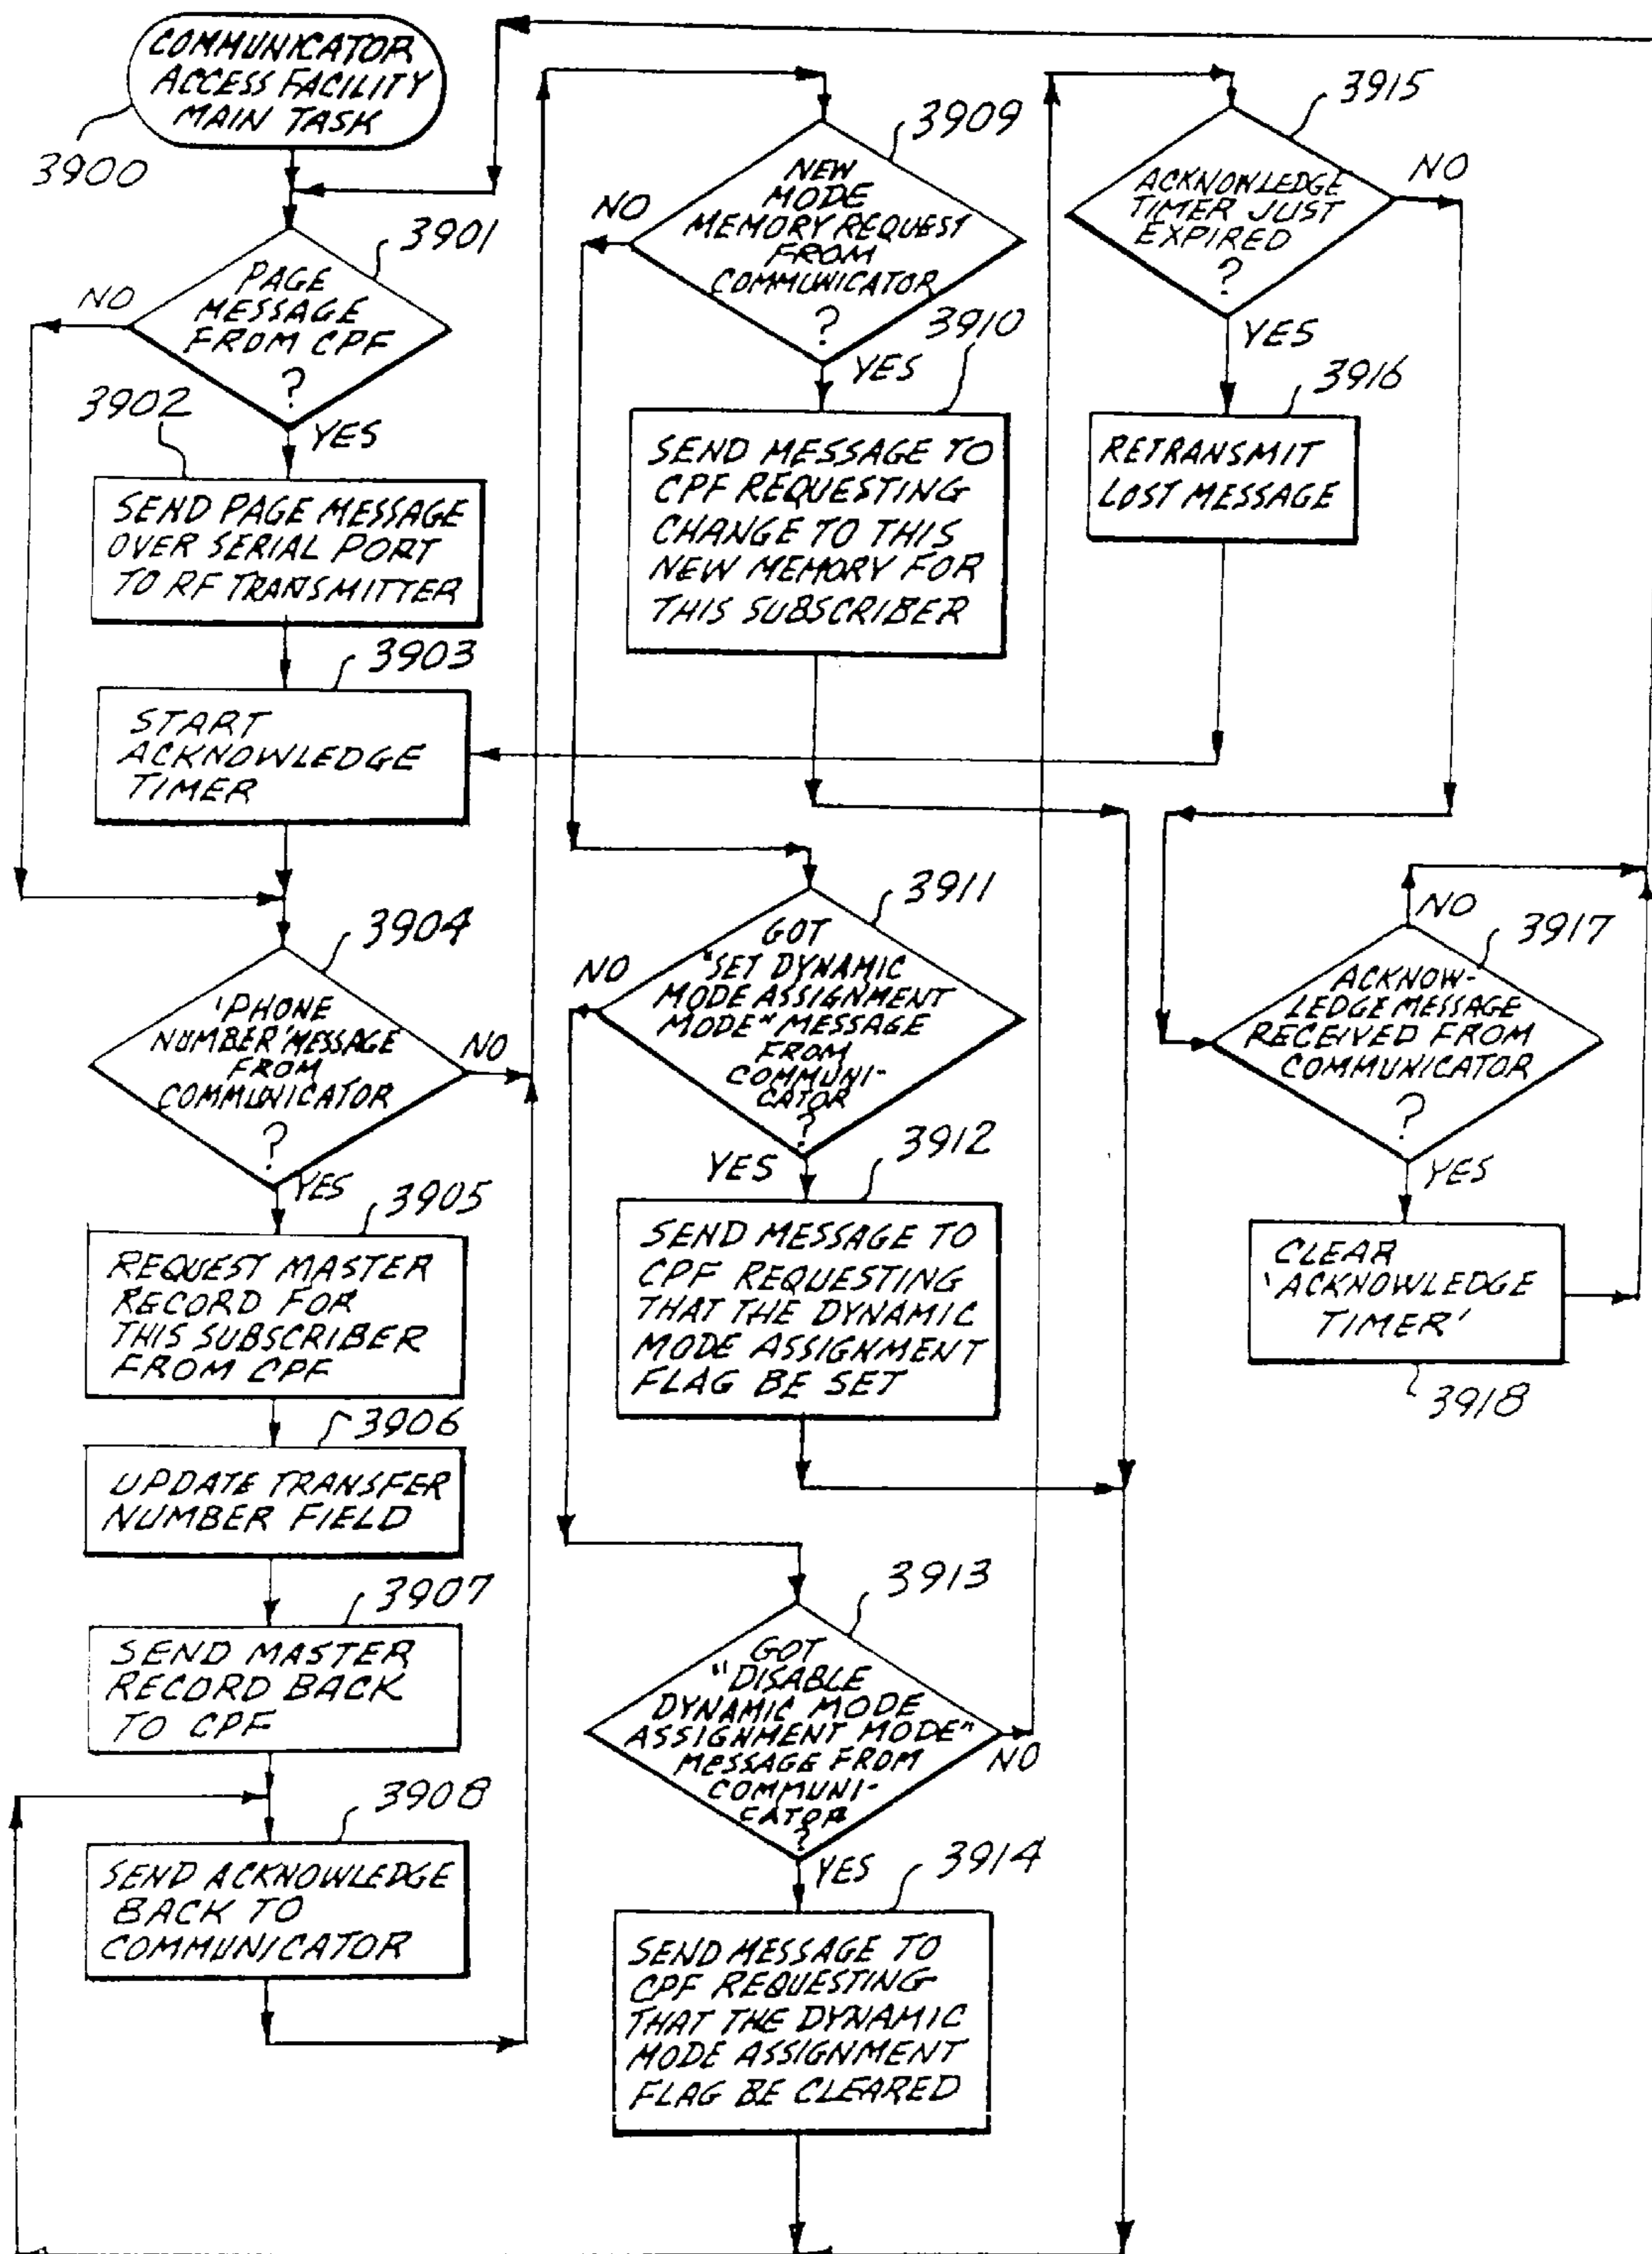 COMMUNICATOR
ACCESS FACILITY
MAIN TASK
3900
3901
PAGE
MESSAGE
FROM CPF
?
NO
YES
3902
SEND PAGE MESSAGE
OVER SERIAL PORT
TO RF TRANSMITTER
3903
START
ACKNOWLEDGE
TIMER
3904
'PHONE
NUMBER' MESSAGE
FROM
COMMUNICATOR
?
NO
YES
3905
REQUEST MASTER
RECORD FOR
THIS SUBSCRIBER
FROM CPF
3906
UPDATE TRANSFER
NUMBER FIELD
3907
SEND MASTER
RECORD BACK
TO CPF
3908
SEND ACKNOWLEDGE
BACK TO
COMMUNICATOR
3909
NEW
MODE
MEMORY REQUEST
FROM
COMMUNICATOR
?
NO
YES
3910
SEND MESSAGE TO
CPF REQUESTING
CHANGE TO THIS
NEW MEMORY FOR
THIS SUBSCRIBER
3911
GOT
"SET DYNAMIC
MODE ASSIGNMENT
MODE" MESSAGE
FROM
COMMUNI-
CATOR
?
NO
YES
3912
SEND MESSAGE TO
CPF REQUESTING
THAT THE DYNAMIC
MODE ASSIGNMENT
FLAG BE SET
3913
GOT
"DISABLE
DYNAMIC MODE
ASSIGNMENT MODE"
MESSAGE FROM
COMMUNI-
CATOR
?
NO
YES
3914
SEND MESSAGE TO
CPF REQUESTING
THAT THE DYNAMIC
MODE ASSIGNMENT
FLAG BE CLEARED
3915
ACKNOWLEDGE
TIMER JUST
EXPIRED
?
NO
YES
3916
RETRANSMIT
LOST MESSAGE
3917
NO
ACKNOW-
LEDGE MESSAGE
RECEIVED FROM
COMMUNICATOR
?
YES
CLEAR
'ACKNOWLEDGE
TIMER'
3918